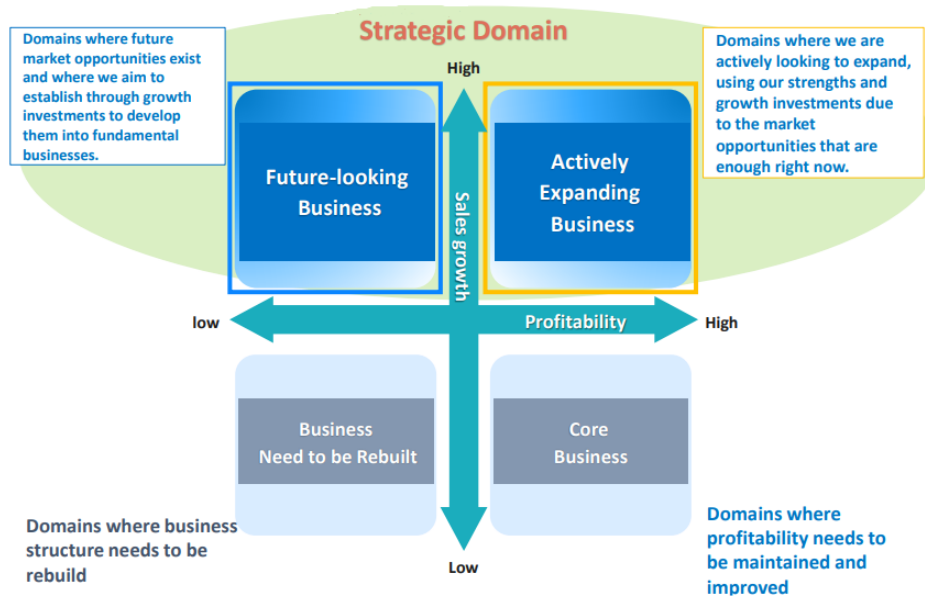 Strategic Domain
Domains where future
market opportunities exist
and where we aim to
establish through growth
investments to develop
them into fundamental
businesses.
High
Domains where we are
actively looking to expand,
using our strengths and
growth investments due
to the market
opportunities that are
enough right now.
Future-looking
Business
Sales growth
Actively
Expanding
Business
low
Profitability
High
Business
Need to be Rebuilt
Core
Business
Domains where business
structure needs to be
rebuild
Low
Domains where
profitability needs to
be maintained and
improved